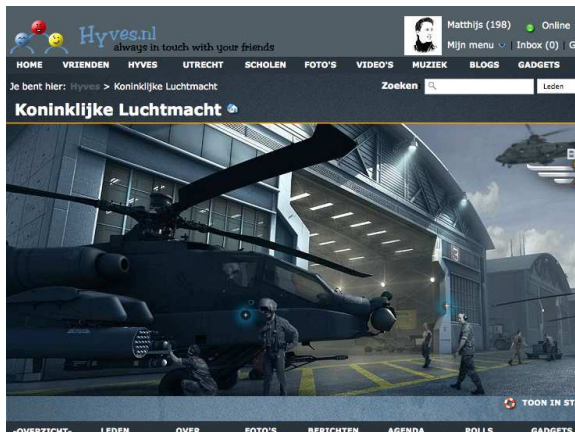 Hyves.nl
always in touch with your friends
Matthijs (198) Online
Mijn menu Inbox (0) G
HOME VRIENDEN HYVES UTRECHT SCHOLEN FOTO'S VIDEO'S MUZIEK BLOGS GADGETS
Je bent hier: Hyves > Koninklijke Luchtmacht Zoeken Leden
Koninklijke Luchtmacht
TOON IN ST
-OVERZICHT- LEDEN OVER FOTO'S BERICHTEN AGENDA POLLS GADGETS